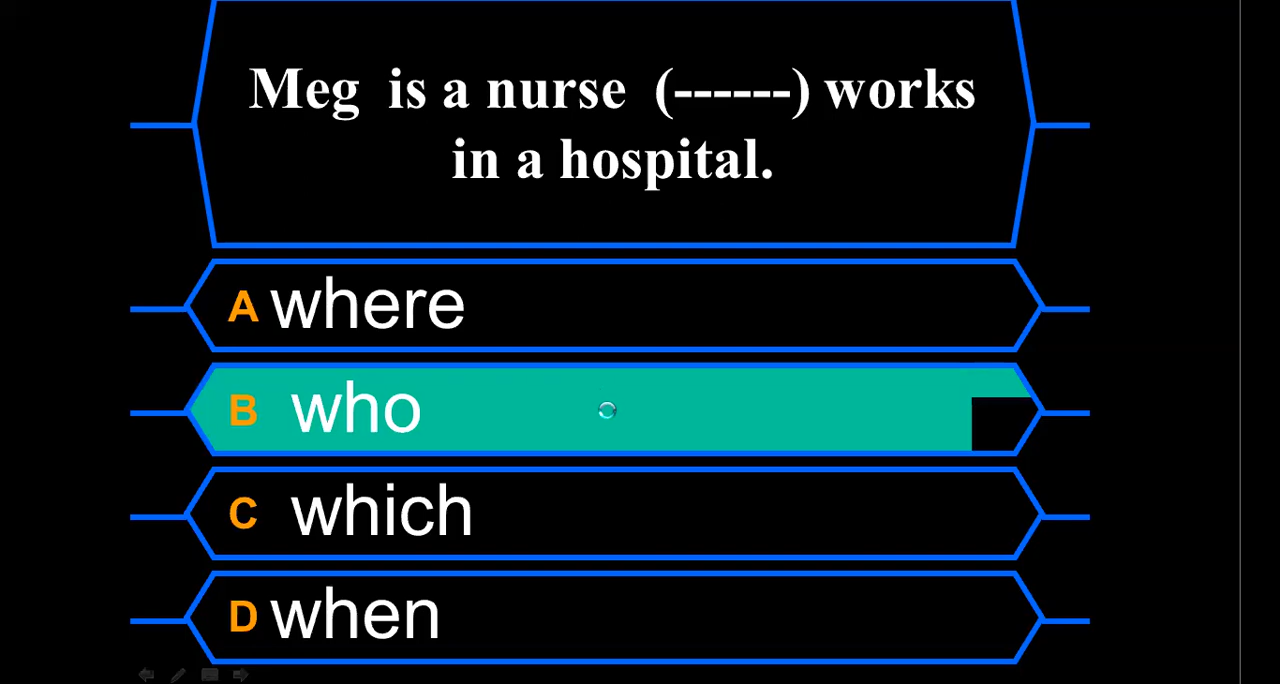 Meg is a nurse (------) works
in a hospital.
A where
B who
C which
D when